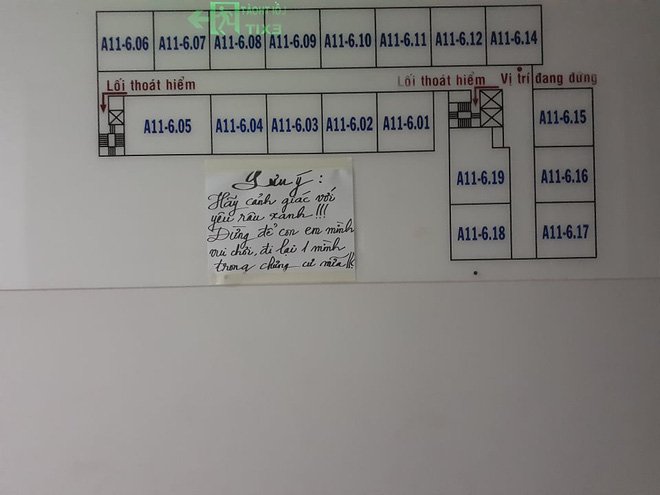 LỐI THOÁT
EXIT
A11-6.06 A11-6.07 A11-6.08 A11-6.09 A11-6.10 A11-6.11 A11-6.12 A11-6.14
Lối thoát hiểm
Lối thoát hiểm
Vị trí đang đứng
A11-6.05 A11-6.04 A11-6.03 A11-6.02 A11-6.01
A11-6.15
A11-6.19
A11-6.16
A11-6.18
A11-6.17
Lưu ý:
Hãy cảnh giác với
yêu râu xanh!!!
Đừng để con em mình
vui chơi, đi lại 1 mình
trong chung cư nữa!!!